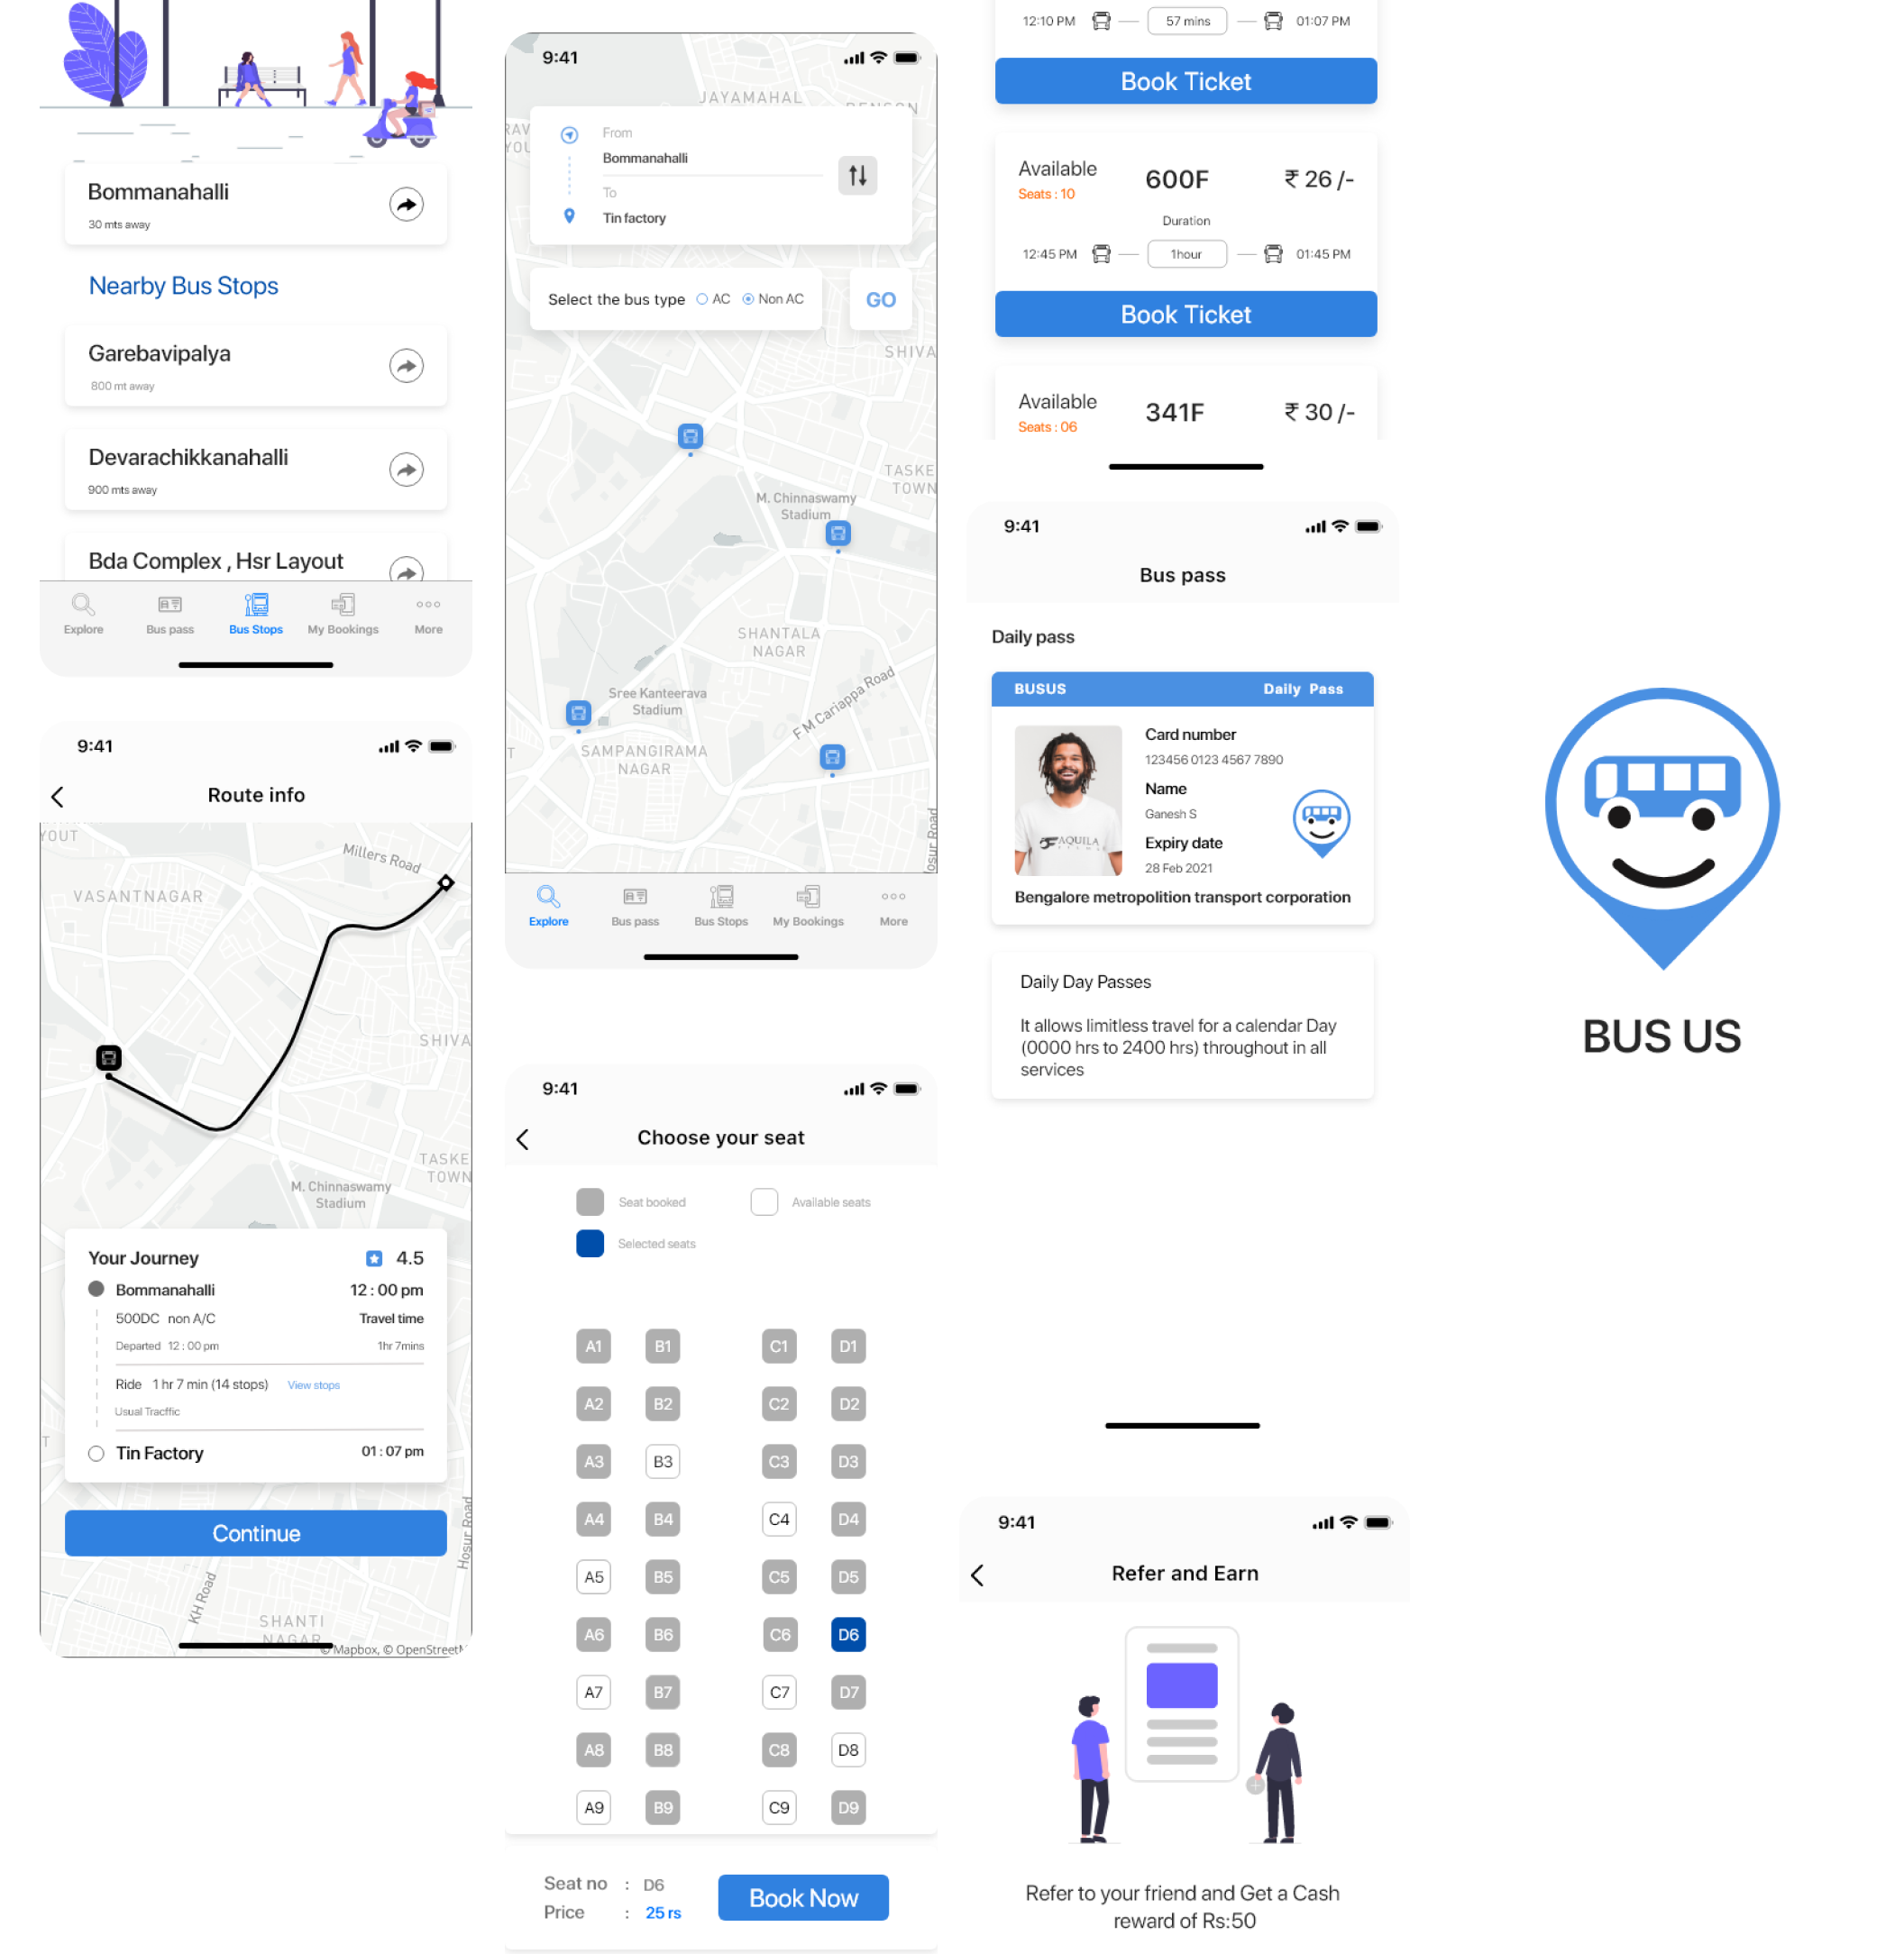 Bommanahalli
30 mts away
Nearby Bus Stops
Garebavipalya
800 mt away
Devarachikkanahalli
900 mts away
Bda Complex , Hsr Layout
Explore
Bus pass
Bus Stops
My Bookings
More
9:41
Route info
YOUT
Millers Road
VASANTNAGAR
SHIVA
TASKE
TOWN
M. Chinnaswamy
Stadium
Your Journey
4.5
Bommanahalli
12 : 00 pm
500DC non A/C
Travel time
Departed 12 : 00 pm
1hr 7mins
Ride 1 hr 7 min (14 stops)
View stops
Usual Tracffic
T
Tin Factory
01 : 07 pm
Continue
Hosur Road
KH Road
SHANTI
NAGAR
© Mapbox, © OpenStreetM
9:41
JAYAMAHAL
BENSON
RAV
YOU
From
Bommanahalli
To
Tin factory
Select the bus type
AC
Non AC
GO
SHIVA
TASKE
TOWN
M. Chinnaswamy
Stadium
SHANTALA
NAGAR
Sree Kanteerava
Stadium
F M Cariappa Road
SAMPANGIRAMA
NAGAR
T
osur Road
Explore
Bus pass
Bus Stops
My Bookings
More
9:41
Choose your seat
Seat booked
Available seats
Selected seats
A1 B1 C1 D1
A2 B2 C2 D2
A3 B3 C3 D3
A4 B4 C4 D4
A5 B5 C5 D5
A6 B6 C6 D6
A7 B7 C7 D7
A8 B8 C8 D8
A9 B9 C9 D9
Seat no : D6
Price : 25 rs
Book Now
12:10 PM
57 mins
01:07 PM
Book Ticket
Available
Seats : 10
600F
₹ 26 /-
Duration
12:45 PM
1hour
01:45 PM
Book Ticket
Available
Seats : 06
341F
₹ 30 /-
9:41
Bus pass
Daily pass
BUSUS
Daily Pass
AQUILA
Card number
123456 0123 4567 7890
Name
Ganesh S
Expiry date
28 Feb 2021
Bengalore metropolition transport corporation
Daily Day Passes
It allows limitless travel for a calendar Day
(0000 hrs to 2400 hrs) throughout in all
services
9:41
Refer and Earn
Refer to your friend and Get a Cash
reward of Rs:50
BUS US